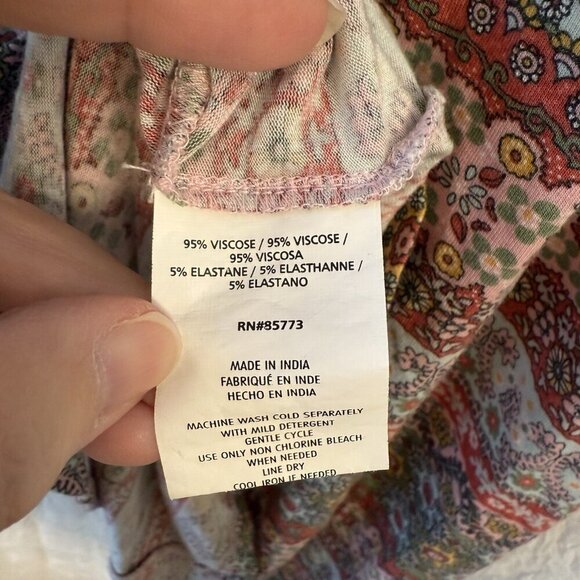 95% VISCOSE / 95% VISCOSE /
95% VISCOSA
5% ELASTANE / 5% ELASTHANNE /
5% ELASTANO
RN#85773
MADE IN INDIA
FABRIQUÉ EN INDE
HECHO EN INDIA
MACHINE WASH COLD SEPARATELY
WITH MILD DETERGENT
GENTLE CYCLE
USE ONLY NON CHLORINE BLEACH
WHEN NEEDED
LINE DRY
COOL IRON IF NEEDED